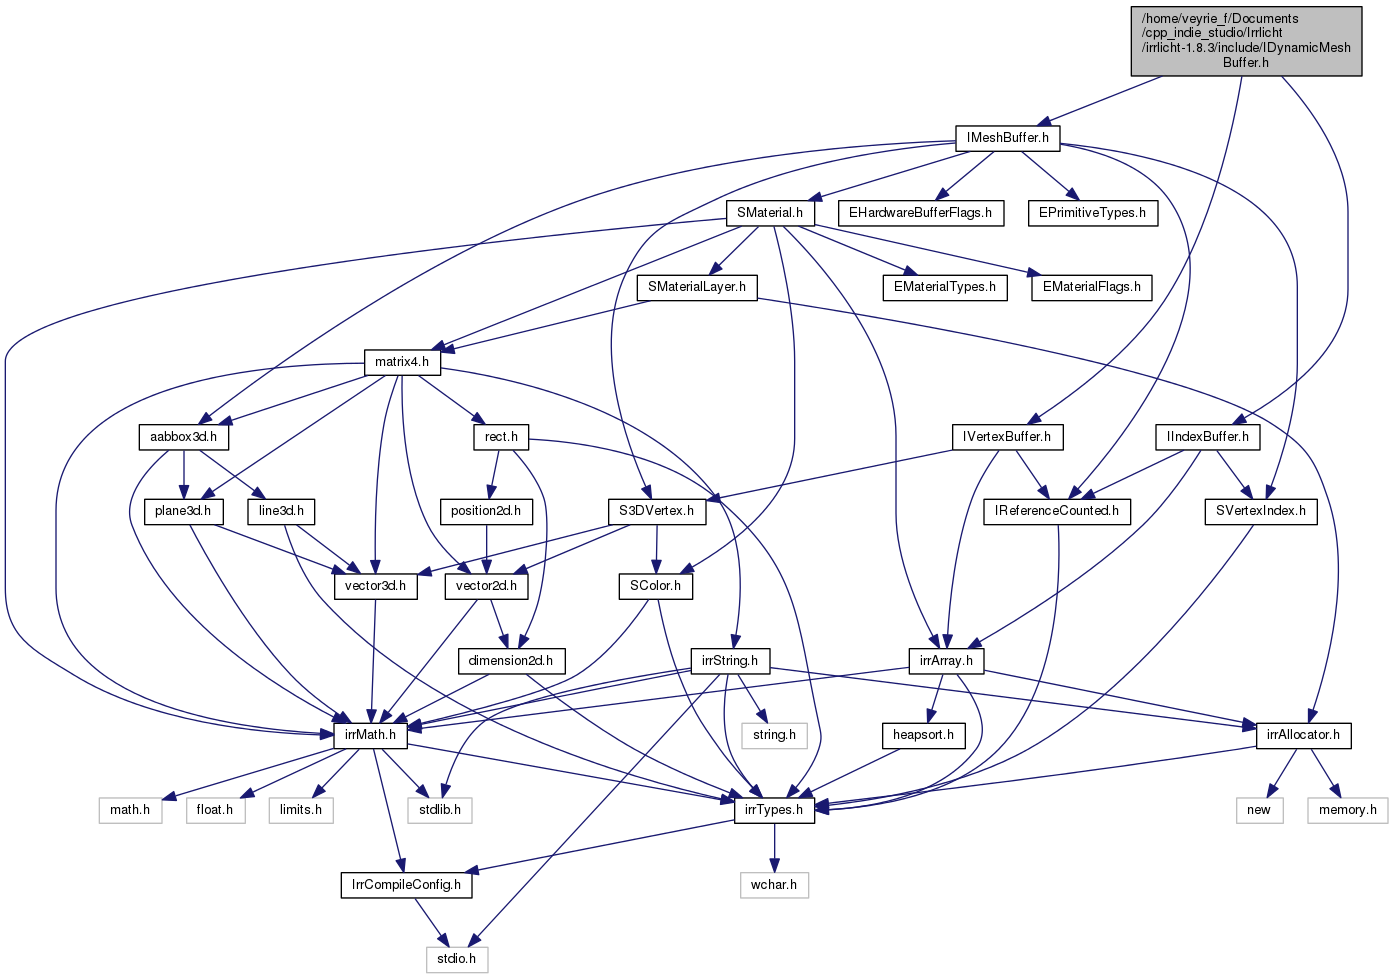 /home/veyrie_f/Documents
/cpp_indie_studio/Irrlicht
/irrlicht-1.8.3/include/IDynamicMesh
Buffer.h
IMeshBuffer.h
SMaterial.h
EHardwareBufferFlags.h
EPrimitiveTypes.h
SMaterialLayer.h
EMaterialTypes.h
EMaterialFlags.h
matrix4.h
aabbox3d.h
rect.h
IVertexBuffer.h
IIndexBuffer.h
plane3d.h
line3d.h
position2d.h
S3DVertex.h
IReferenceCounted.h
SVertexIndex.h
vector3d.h
vector2d.h
SColor.h
dimension2d.h
irrString.h
irrArray.h
irrMath.h
string.h
heapsort.h
irrAllocator.h
math.h
float.h
limits.h
stdlib.h
irrTypes.h
new
memory.h
IrrCompileConfig.h
wchar.h
stdio.h